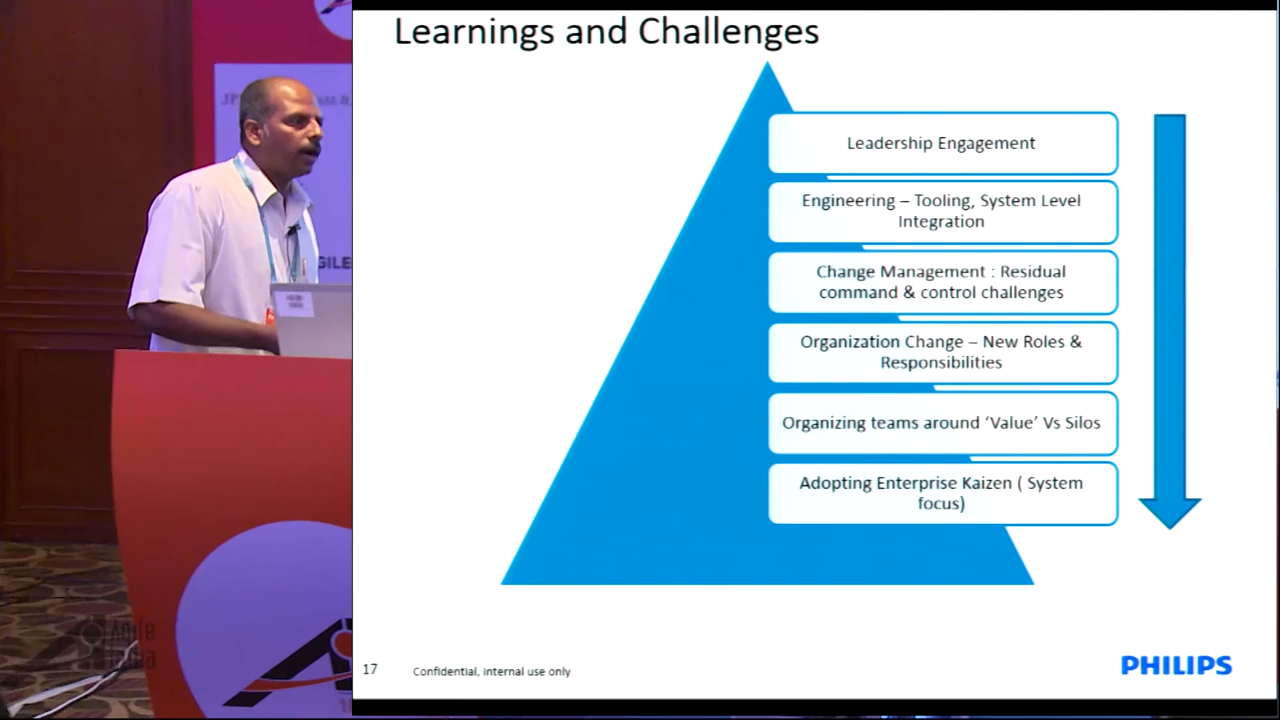 Learnings and Challenges
Leadership Engagement
Engineering – Tooling, System Level
Integration
Change Management : Residual
command & control challenges
Organization Change – New Roles &
Responsibilities
Organizing teams around ‘Value’ Vs Silos
Adopting Enterprise Kaizen ( System
focus)
17
Confidential, internal use only
PHILIPS